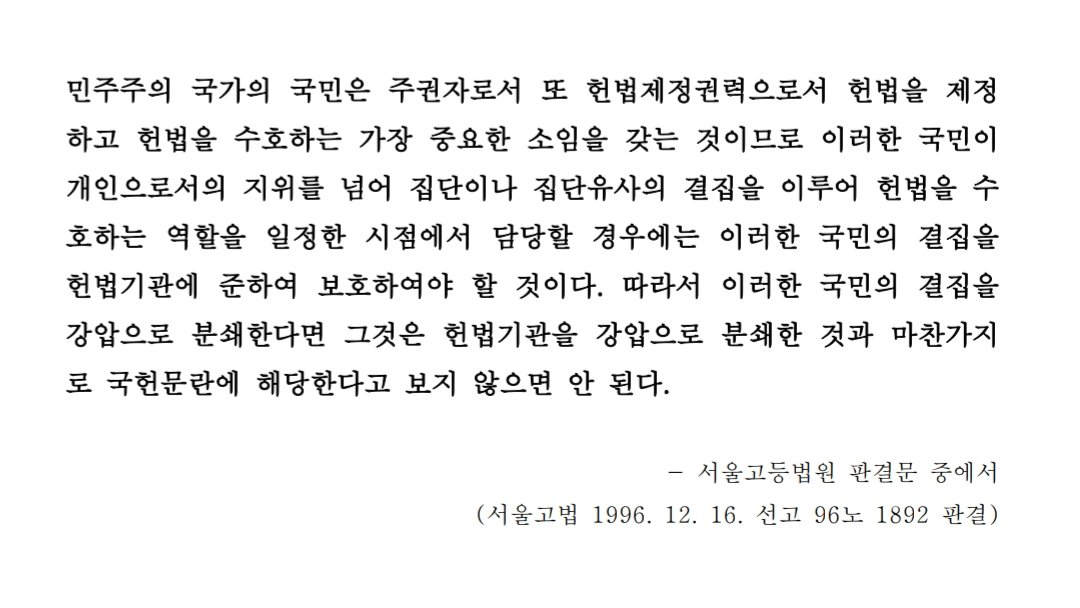 민주주의 국가의 국민은 주권자로서 또 헌법제정권력으로서 헌법을 제정
하고 헌법을 수호하는 가장 중요한 소임을 갖는 것이므로 이러한 국민이
개인으로서의 지위를 넘어 집단이나 집단유사의 결집을 이루어 헌법을 수
호하는 역할을 일정한 시점에서 담당할 경우에는 이러한 국민의 결집을
헌법기관에 준하여 보호하여야 할 것이다. 따라서 이러한 국민의 결집을
강압으로 분쇄한다면 그것은 헌법기관을 강압으로 분쇄한 것과 마찬가지
로 국헌문란에 해당한다고 보지 않으면 안 된다.
- 서울고등법원 판결문 중에서
(서울고법 1996. 12. 16. 선고 96노 1892 판결)